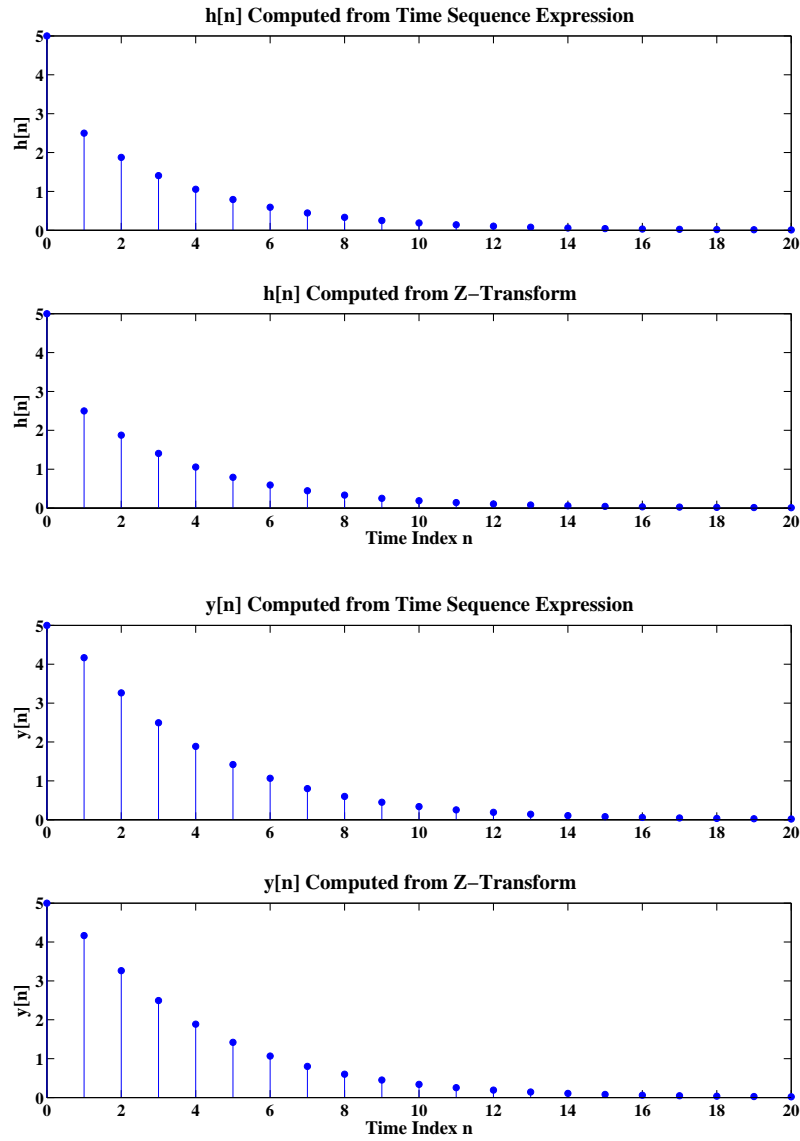 h[n] Computed from Time Sequence Expression
5
4
3
2
1
0
h[n]
0 2 4 6 8 10 12 14 16 18 20
h[n] Computed from Z−Transform
5
4
3
2
1
0
h[n]
0 2 4 6 8 10 12 14 16 18 20
Time Index n
y[n] Computed from Time Sequence Expression
5
4
3
2
1
0
y[n]
0 2 4 6 8 10 12 14 16 18 20
y[n] Computed from Z−Transform
5
4
3
2
1
0
y[n]
0 2 4 6 8 10 12 14 16 18 20
Time Index n